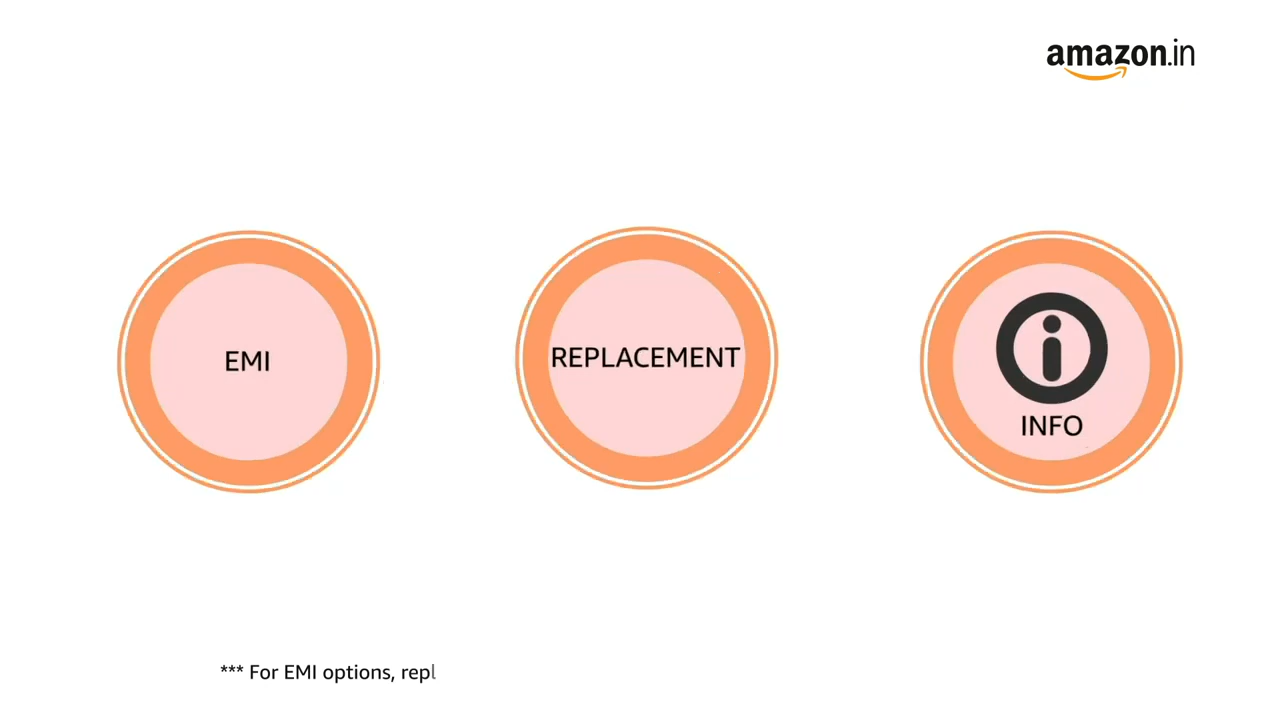 amazon.in
EMI
REPLACEMENT
INFO
*** For EMI options, repl